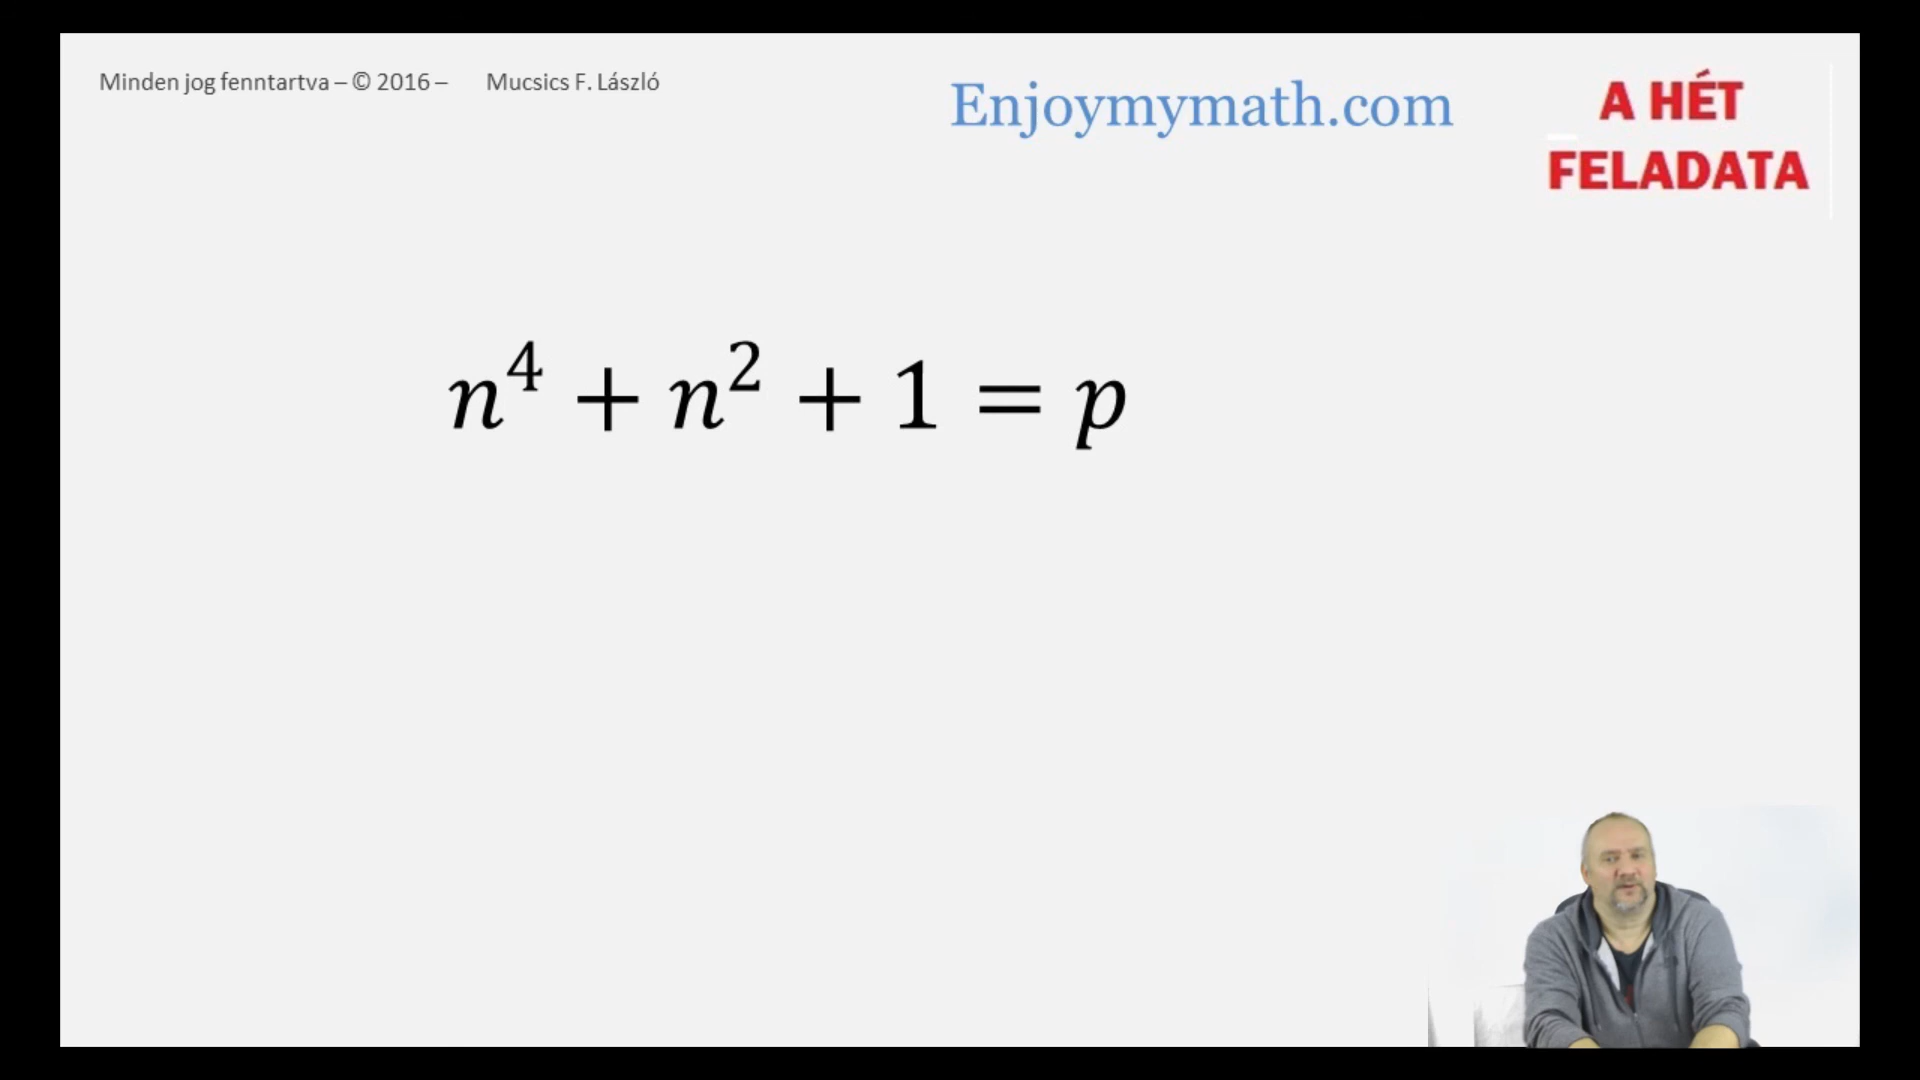 Minden jog fenntartva – © 2016 – Mucsics F. László
Enjoymymath.com
A HÉT
FELADATA
n⁴ + n² + 1 = p